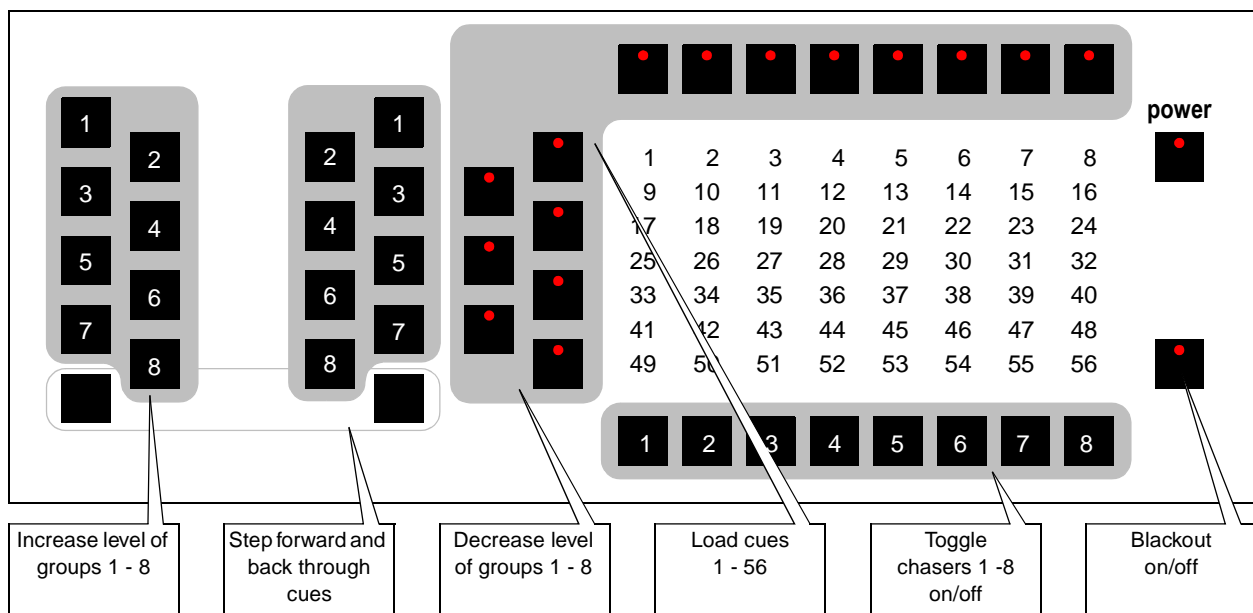 1 1
2 2
3 3
4 4
5 5
6 6
7 7
8 8
power
1 2 3 4 5 6 7 8
9 10 11 12 13 14 15 16
17 18 19 20 21 22 23 24
25 26 27 28 29 30 31 32
33 34 35 36 37 38 39 40
41 42 43 44 45 46 47 48
49 50 51 52 53 54 55 56
1 2 3 4 5 6 7 8
Increase level of
groups 1 - 8
Step forward and
back through
cues
Decrease level
of groups 1 - 8
Load cues
1 - 56
Toggle
chasers 1 -8
on/off
Blackout
on/off